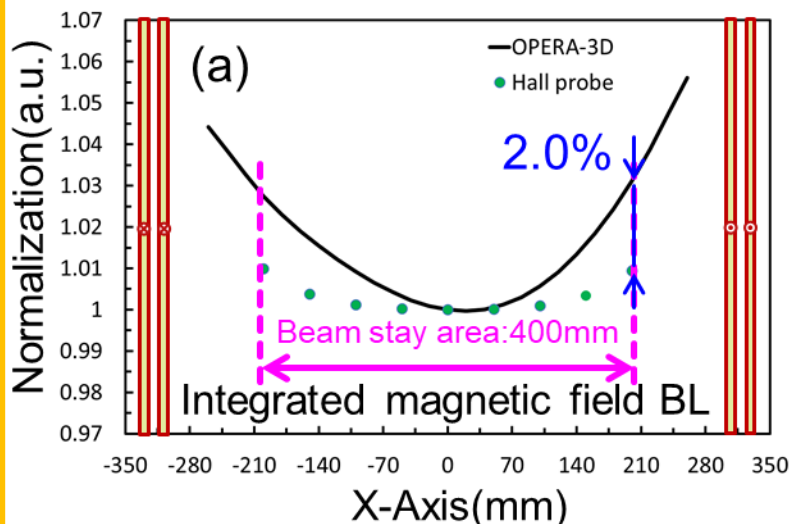 1.07
1.06
1.05
1.04
1.03
1.02
1.01
1
0.99
0.98
0.97
Normalization(a.u.)
(a)
OPERA-3D
Hall probe
2.0%
Beam stay area:400mm
Integrated magnetic field BL
-350 -280 -210 -140 -70 0 70 140 210 280 350
X-Axis(mm)